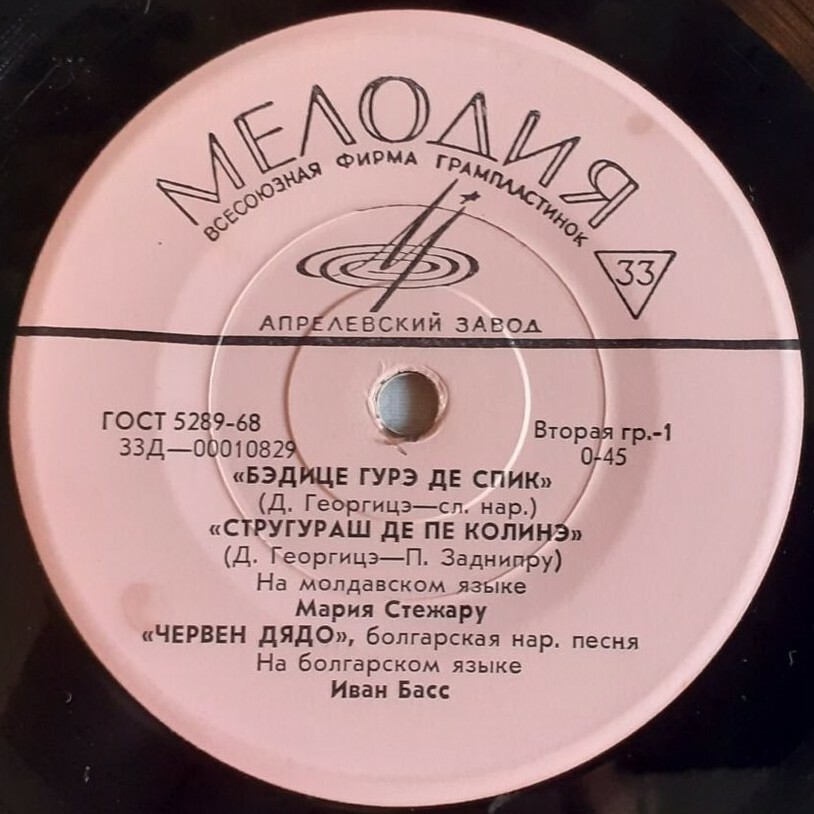 МЕЛОДИЯ
ВСЕСОЮЗНАЯ ФИРМА ГРАМПЛАСТИНОК
33
АПРЕЛЕВСКИЙ ЗАВОД
ГОСТ 5289-68
33Д—00010829
Вторая гр.-1
0-45
«БЭДИЦЕ ГУРЭ ДЕ СПИК»
(Д. Георгицэ—сл. нар.)
«СТРУГУРАШ ДЕ ПЕ КОЛИНЭ»
(Д. Георгицэ—П. Заднипру)
На молдавском языке
Мария Стежару
«ЧЕРВЕН ДЯДО», болгарская нар. песня
На болгарском языке
Иван Басс